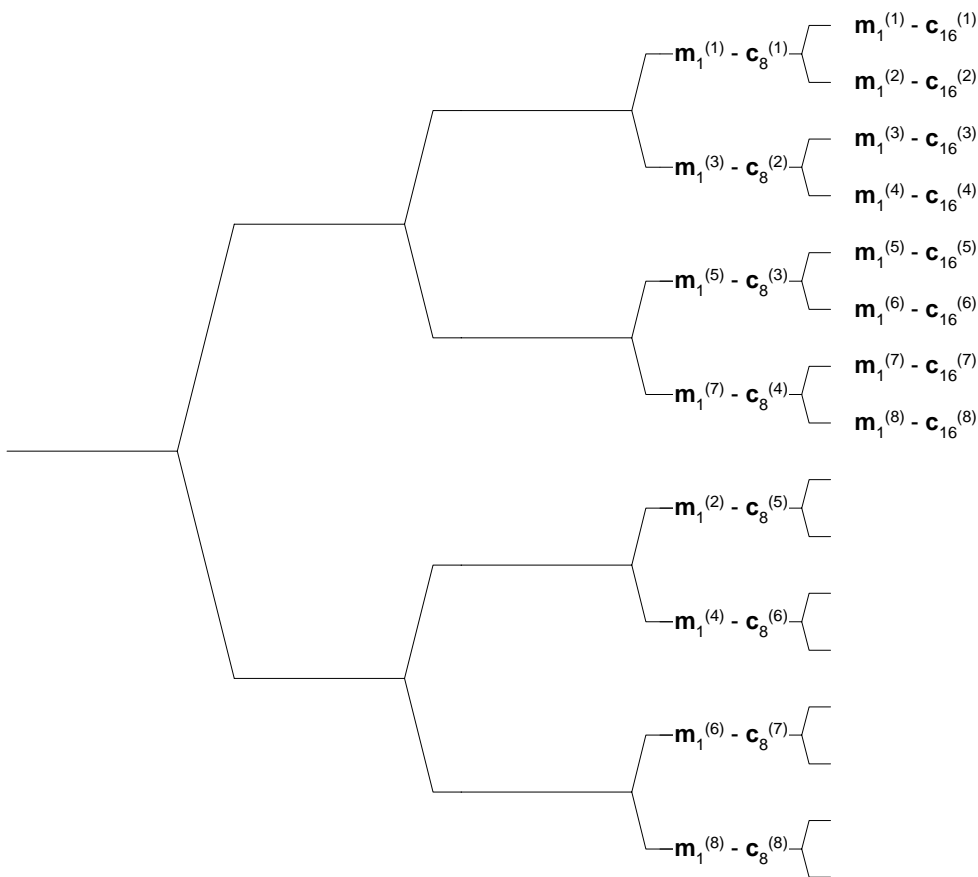 m₁⁽¹⁾ - c₁₆⁽¹⁾
m₁⁽¹⁾ - c₈⁽¹⁾
m₁⁽²⁾ - c₁₆⁽²⁾
m₁⁽³⁾ - c₁₆⁽³⁾
m₁⁽³⁾ - c₈⁽²⁾
m₁⁽⁴⁾ - c₁₆⁽⁴⁾
m₁⁽⁵⁾ - c₁₆⁽⁵⁾
m₁⁽⁵⁾ - c₈⁽³⁾
m₁⁽⁶⁾ - c₁₆⁽⁶⁾
m₁⁽⁷⁾ - c₁₆⁽⁷⁾
m₁⁽⁷⁾ - c₈⁽⁴⁾
m₁⁽⁸⁾ - c₁₆⁽⁸⁾
m₁⁽²⁾ - c₈⁽⁵⁾
m₁⁽⁴⁾ - c₈⁽⁶⁾
m₁⁽⁶⁾ - c₈⁽⁷⁾
m₁⁽⁸⁾ - c₈⁽⁸⁾